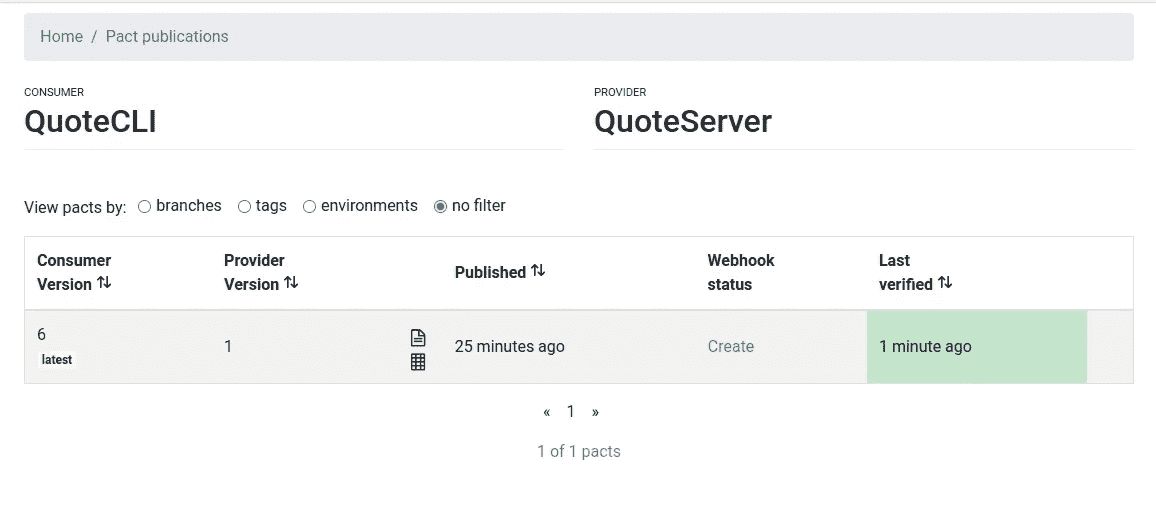 Home / Pact publications
CONSUMER
QuoteCLI
PROVIDER
QuoteServer
View pacts by: branches tags environments no filter
Consumer Version
Provider Version
Published
Webhook status
Last verified
6
latest
1
25 minutes ago
Create
1 minute ago
« 1 »
1 of 1 pacts